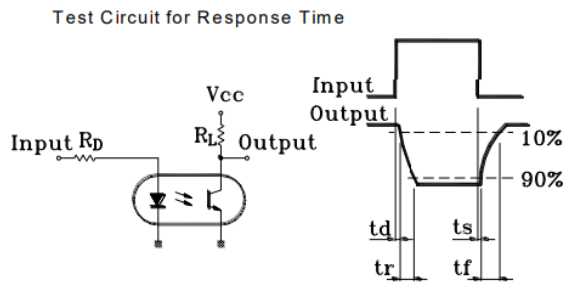 Test Circuit for Response Time
Vcc
Input RD
RL
Output
Input
Output
10%
90%
td
ts
tr
tf